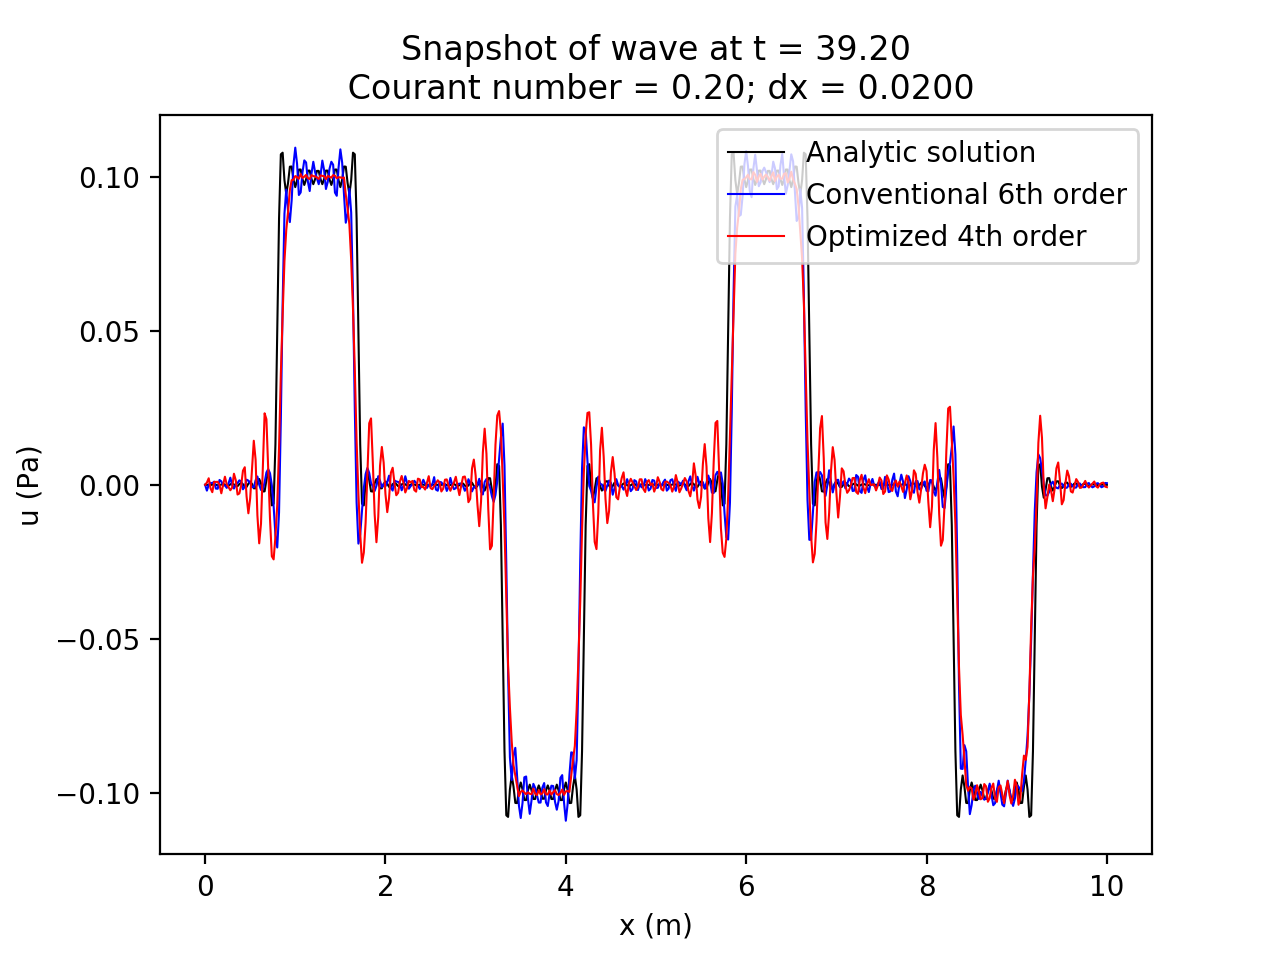 Snapshot of wave at t = 39.20
Courant number = 0.20; dx = 0.0200
Analytic solution
Conventional 6th order
Optimized 4th order
0.10
0.05
0.00
−0.05
−0.10
u (Pa)
0 2 4 6 8 10
x (m)